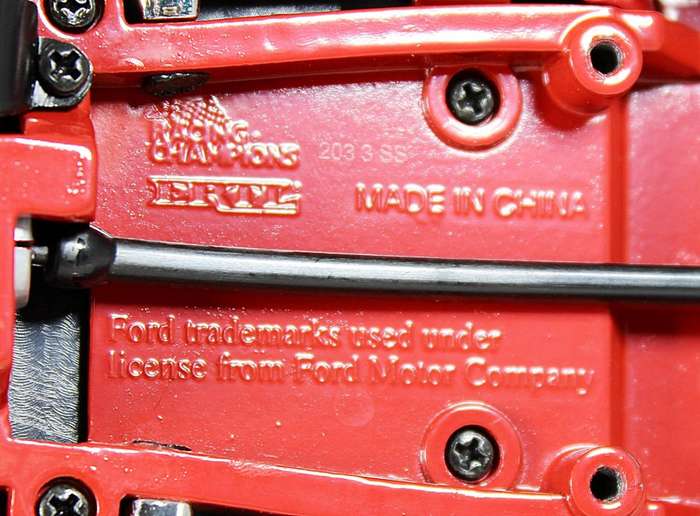 RACING
CHAMPIONS
203 3 SS
ERTL
MADE IN CHINA
Ford trademarks used under
license from Ford Motor Company